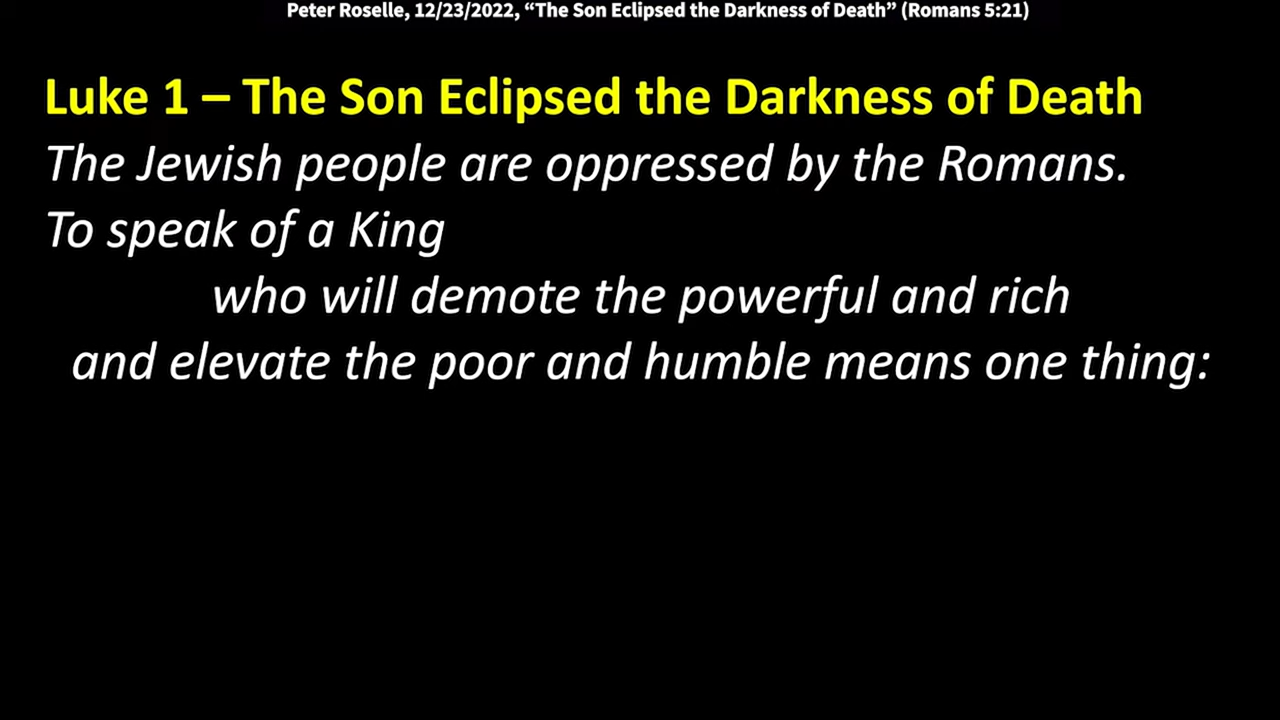 Peter Roselle, 12/23/2022, “The Son Eclipsed the Darkness of Death” (Romans 5:21)
Luke 1 – The Son Eclipsed the Darkness of Death
The Jewish people are oppressed by the Romans.
To speak of a King
who will demote the powerful and rich
and elevate the poor and humble means one thing: